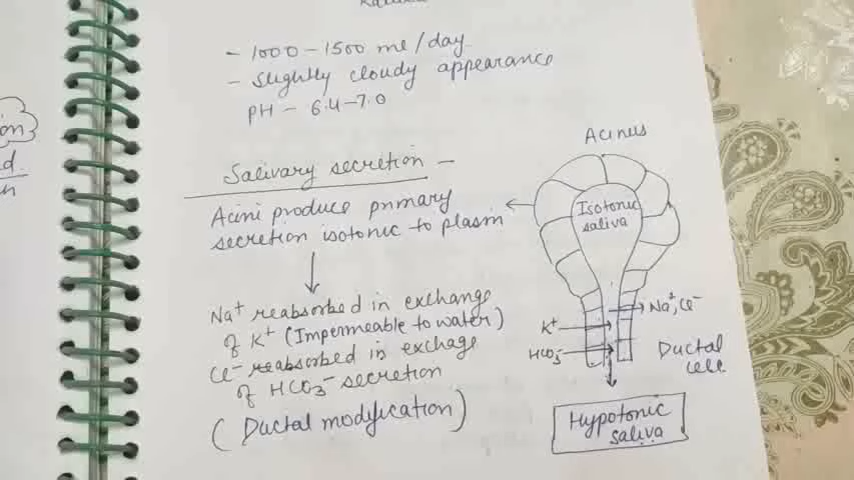 - 1000 - 1500 ml/day
- Slightly cloudy appearance
PH - 6.4-7.0
Salivary secretion -
Acini produce primary
secretion isotonic to plasm
Na+ reabsorbed in exchange
of K+ (Impermeable to water)
Cl- reabsorbed in exchage
of HCO3- secretion
(Ductal modification)
Acinus
Isotonic
saliva
Na+, Cl-
K+
HCO3-
Ductal
cell
Hypotonic
saliva